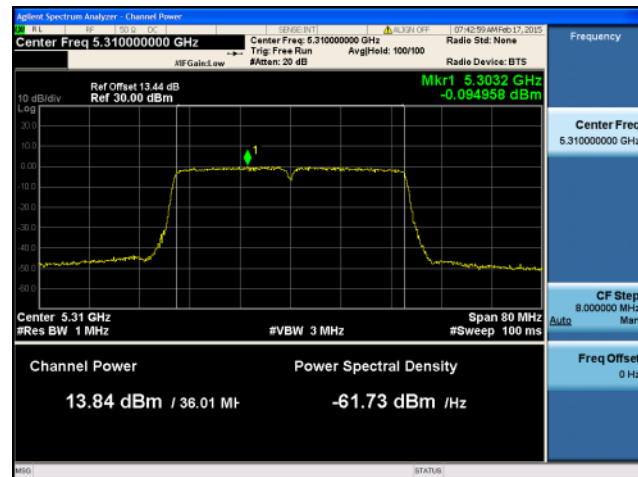 Agilent Spectrum Analyzer - Channel Power
RL RF 50 Ω DC SENSE:INT ALIGN OFF 07:42:59 AM Feb 17, 2015
Center Freq 5.310000000 GHz
Center Freq: 5.310000000 GHz
Radio Std: None
Trig: Free Run Avg|Hold: 100/100
#IFGain:Low #Atten: 20 dB Radio Device: BTS
Frequency
Ref Offset 13.44 dB
10 dB/div Ref 30.00 dBm
Log
Mkr1 5.3032 GHz
-0.094958 dBm
20.0
10.0
0.00
-10.0
-20.0
-30.0
-40.0
-50.0
-60.0
1
Center 5.31 GHz Span 80 MHz
#Res BW 1 MHz #VBW 3 MHz #Sweep 100 ms
Channel Power Power Spectral Density
13.84 dBm / 36.01 MH -61.73 dBm /Hz
Center Freq
5.310000000 GHz
CF Step
8.000000 MHz
Auto Man
Freq Offset
0 Hz
MSG STATUS